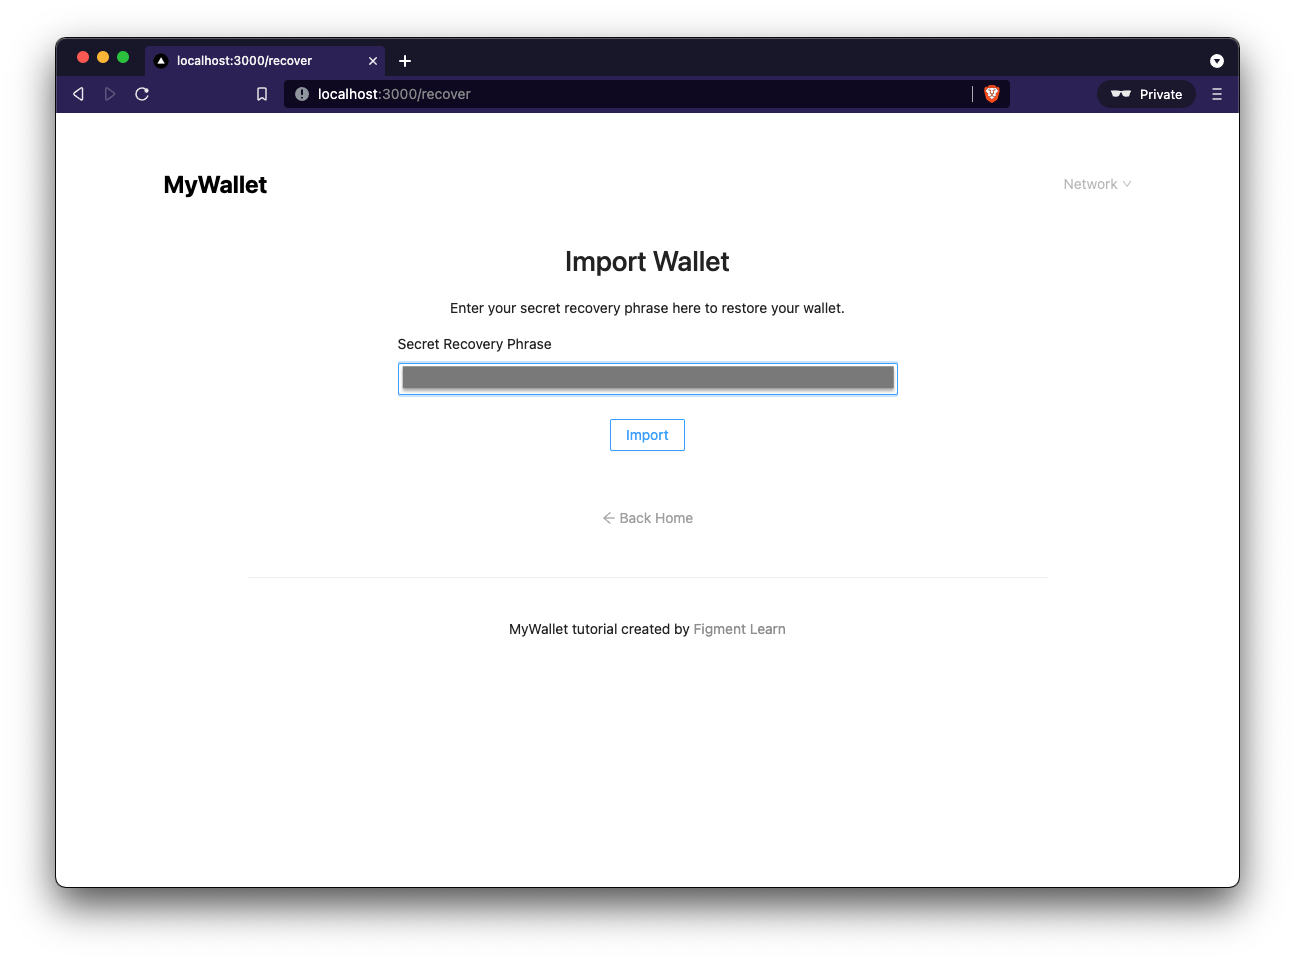 localhost:3000/recover
localhost:3000/recover
Private
MyWallet
Network
Import Wallet
Enter your secret recovery phrase here to restore your wallet.
Secret Recovery Phrase
Import
Back Home
MyWallet tutorial created by Figment Learn